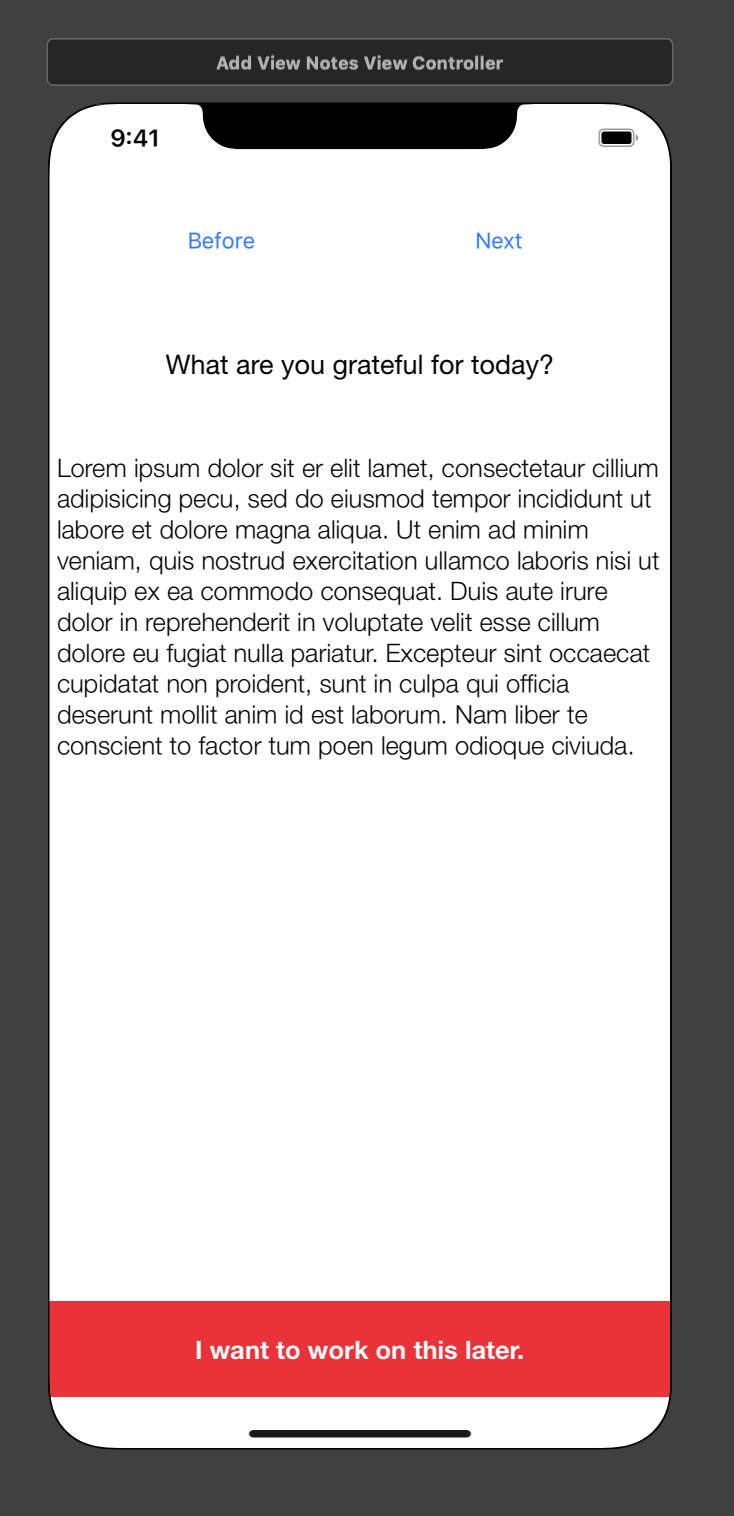 Add View Notes View Controller
9:41
Before Next
What are you grateful for today?
Lorem ipsum dolor sit er elit lamet, consectetaur cillium
adipisicing pecu, sed do eiusmod tempor incididunt ut
labore et dolore magna aliqua. Ut enim ad minim
veniam, quis nostrud exercitation ullamco laboris nisi ut
aliquip ex ea commodo consequat. Duis aute irure
dolor in reprehenderit in voluptate velit esse cillum
dolore eu fugiat nulla pariatur. Excepteur sint occaecat
cupidatat non proident, sunt in culpa qui officia
deserunt mollit anim id est laborum. Nam liber te
conscient to factor tum poen legum odioque civiuda.
I want to work on this later.